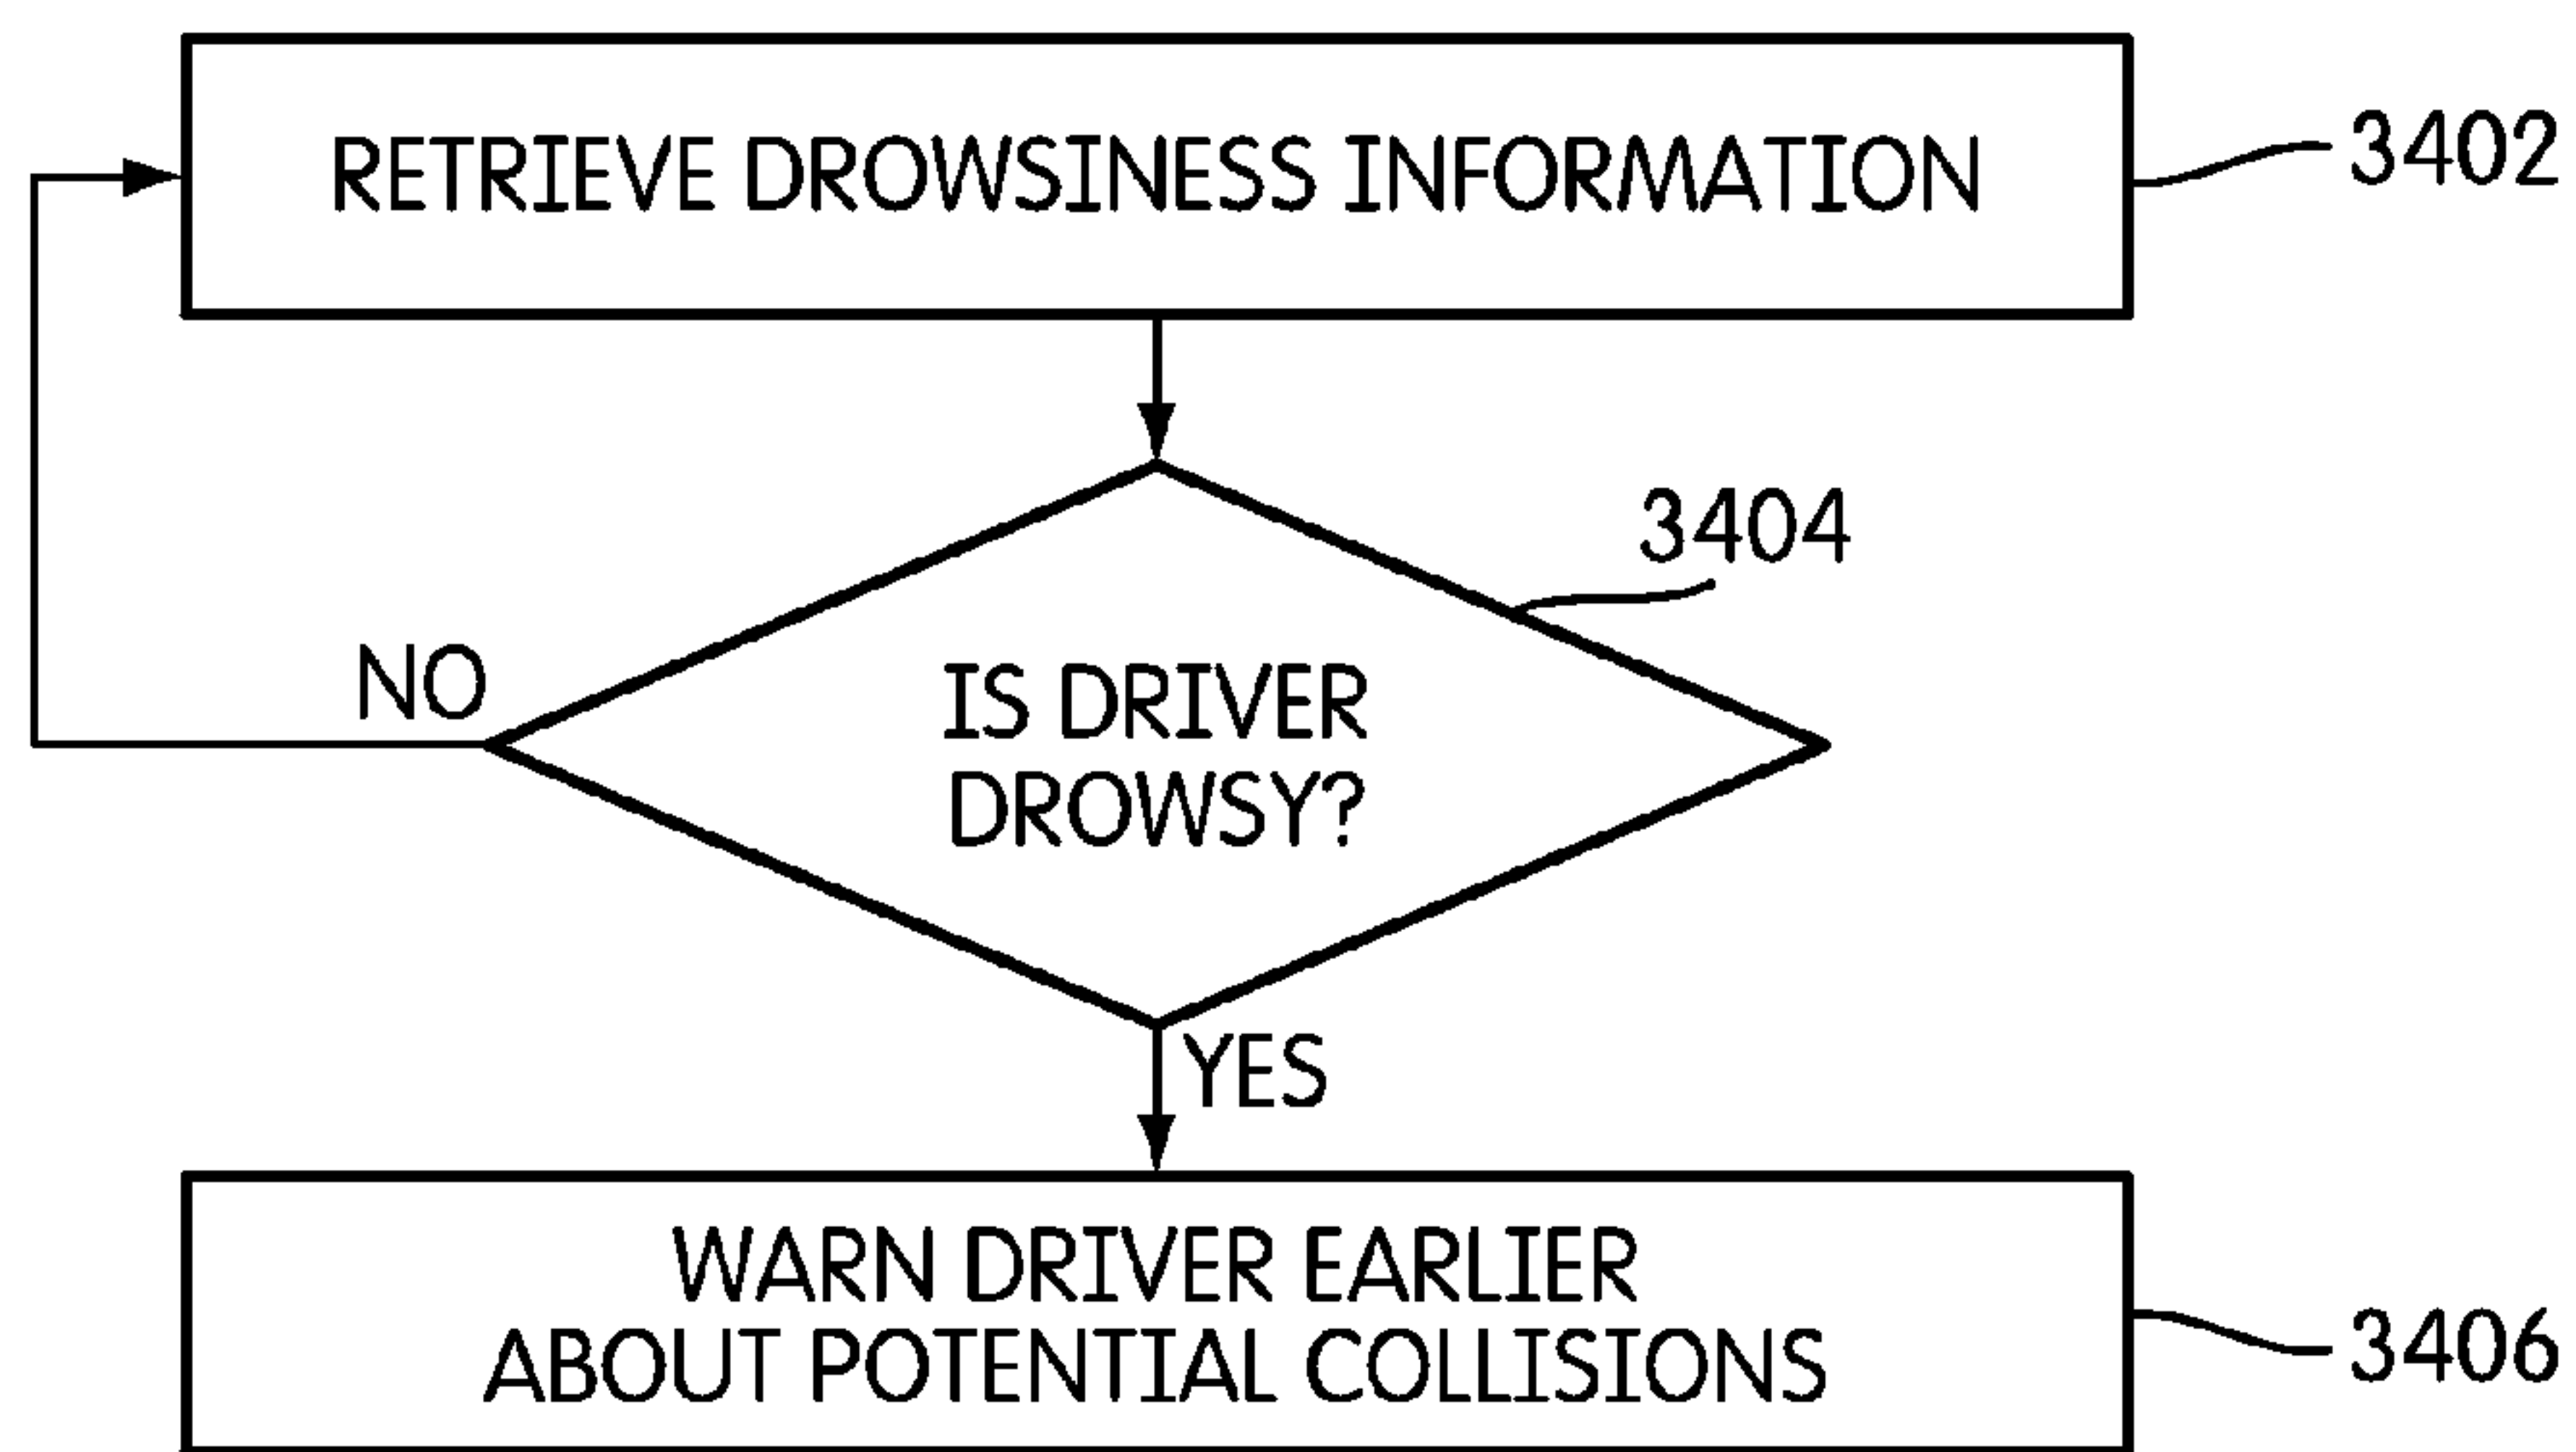 RETRIEVE DROWSINESS INFORMATION
3402
3404
NO
IS DRIVER
DROWSY?
YES
WARN DRIVER EARLIER
ABOUT POTENTIAL COLLISIONS
3406